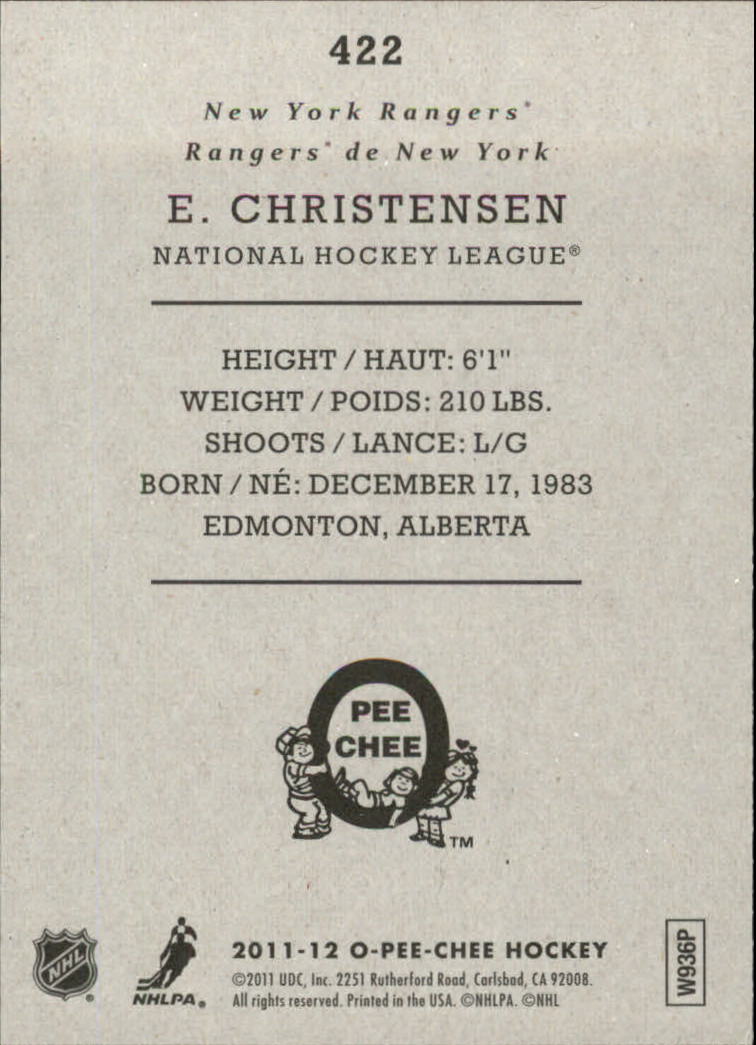 422
New York Rangers®
Rangers® de New York
E. CHRISTENSEN
NATIONAL HOCKEY LEAGUE®
HEIGHT / HAUT: 6'1"
WEIGHT / POIDS: 210 LBS.
SHOOTS / LANCE: L/G
BORN / NÉ: DECEMBER 17, 1983
EDMONTON, ALBERTA
O
PEE
CHEE
TM
NHL®
NHLPA®
2011-12 O-PEE-CHEE HOCKEY
©2011 UDC, Inc. 2251 Rutherford Road, Carlsbad, CA 92008.
All rights reserved. Printed in the USA. ©NHLPA. ©NHL
W936P